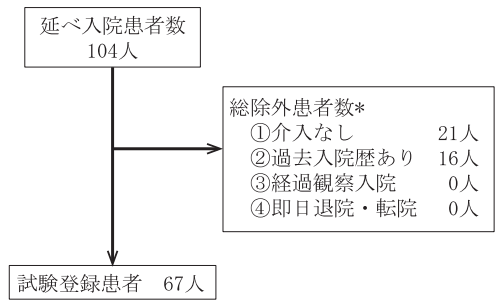 延べ入院患者数
104人
総除外患者数*
①介入なし 21人
②過去入院歴あり 16人
③経過観察入院 0人
④即日退院・転院 0人
試験登録患者 67人